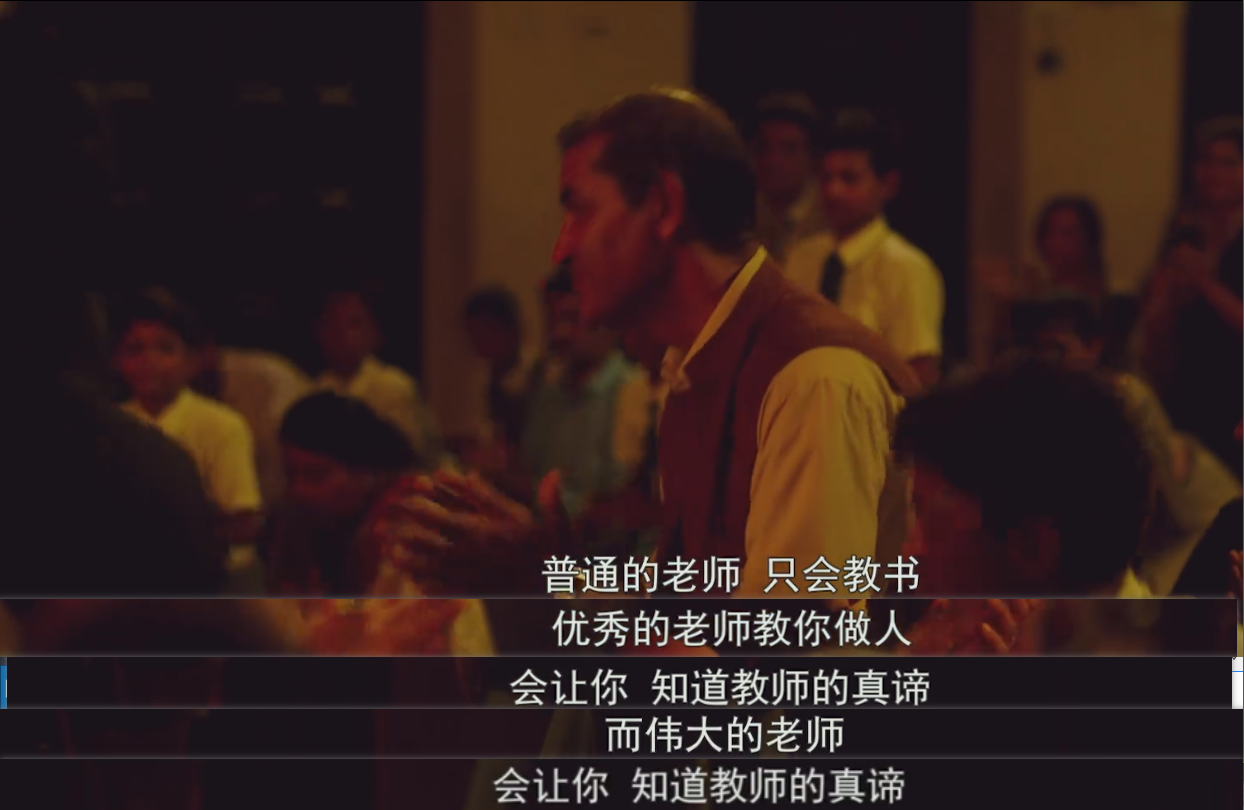 普通的老师 只会教书
优秀的老师教你做人
会让你 知道教师的真谛
而伟大的老师
会让你 知道教师的真谛